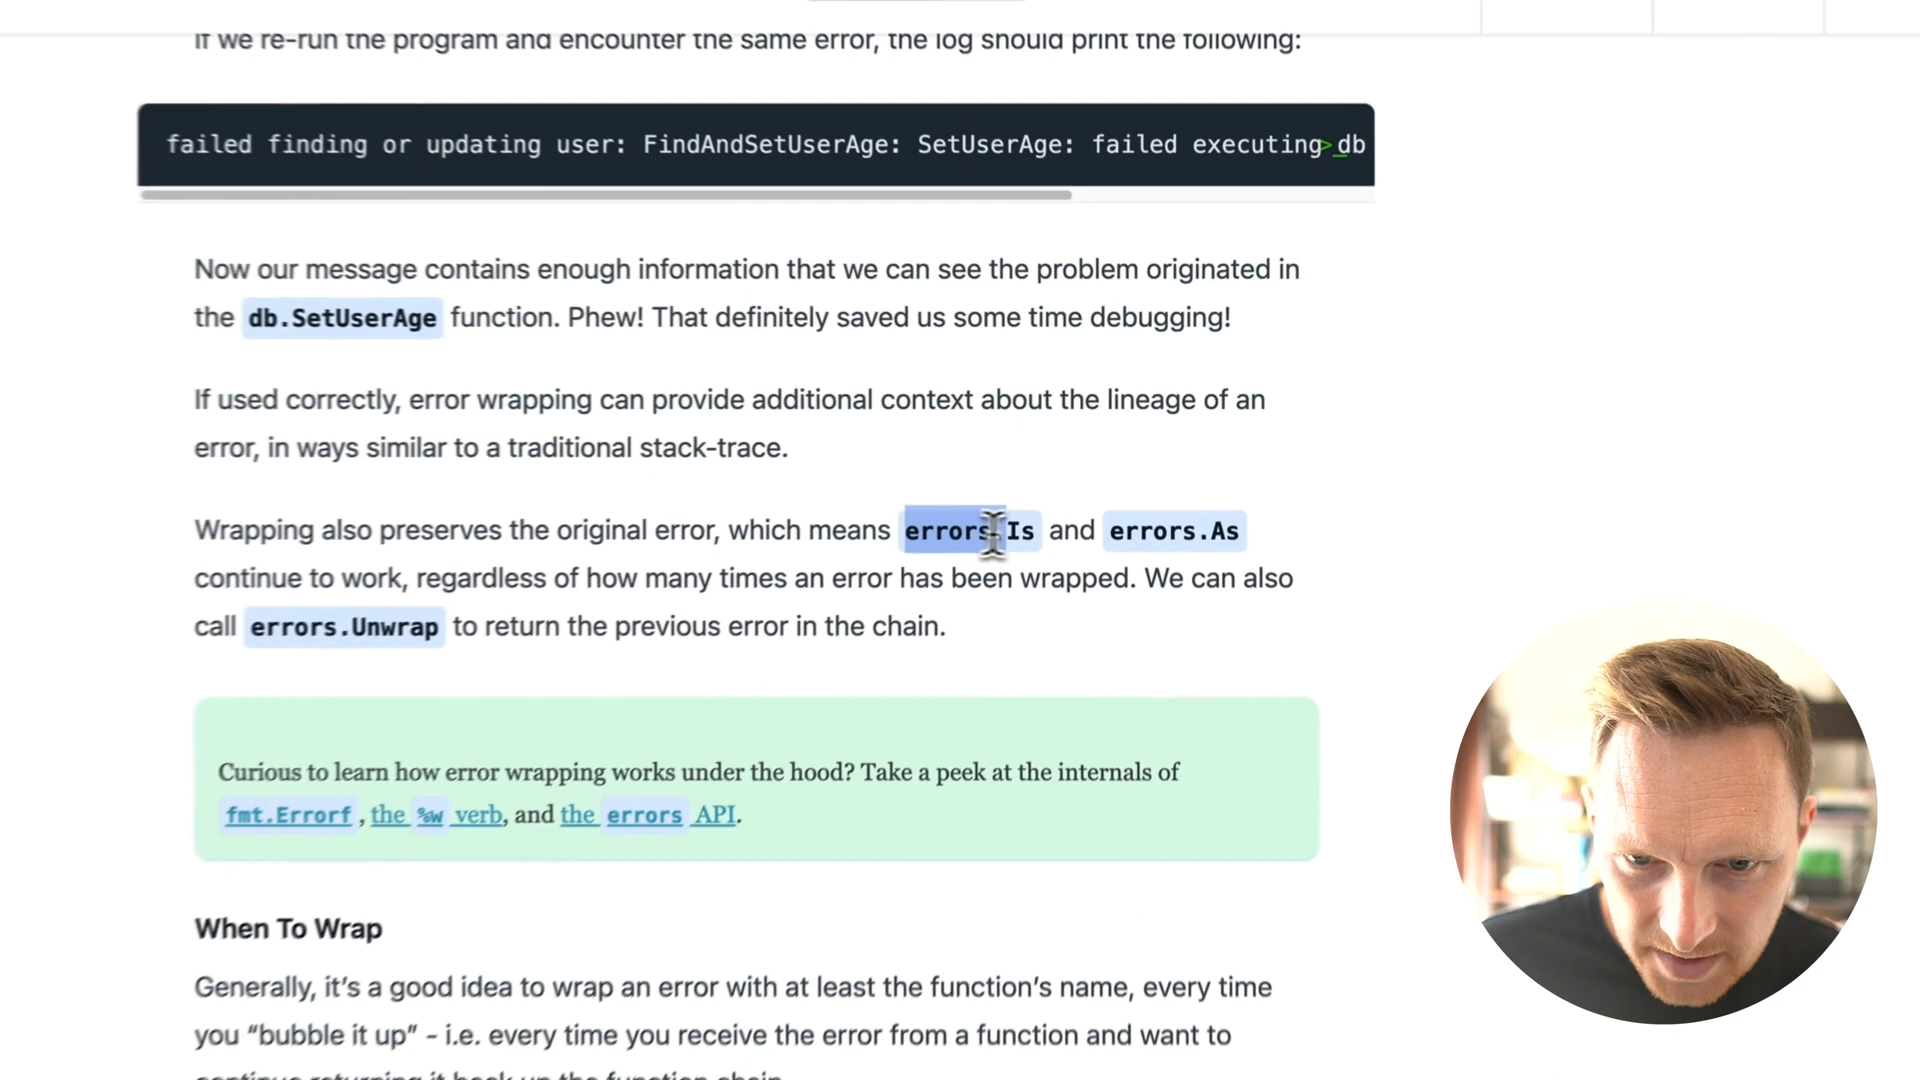 If we re-run the program and encounter the same error, the log should print the following:
failed finding or updating user: FindAndSetUserAge: SetUserAge: failed executing db
Now our message contains enough information that we can see the problem originated in
the db.SetUserAge function. Phew! That definitely saved us some time debugging!
If used correctly, error wrapping can provide additional context about the lineage of an
error, in ways similar to a traditional stack-trace.
Wrapping also preserves the original error, which means errors.Is and errors.As
continue to work, regardless of how many times an error has been wrapped. We can also
call errors.Unwrap to return the previous error in the chain.
Curious to learn how error wrapping works under the hood? Take a peek at the internals of
fmt.Errorf , the %w verb, and the errors API.
When To Wrap
Generally, it’s a good idea to wrap an error with at least the function’s name, every time
you “bubble it up” - i.e. every time you receive the error from a function and want to
continue returning it back up the function chain.